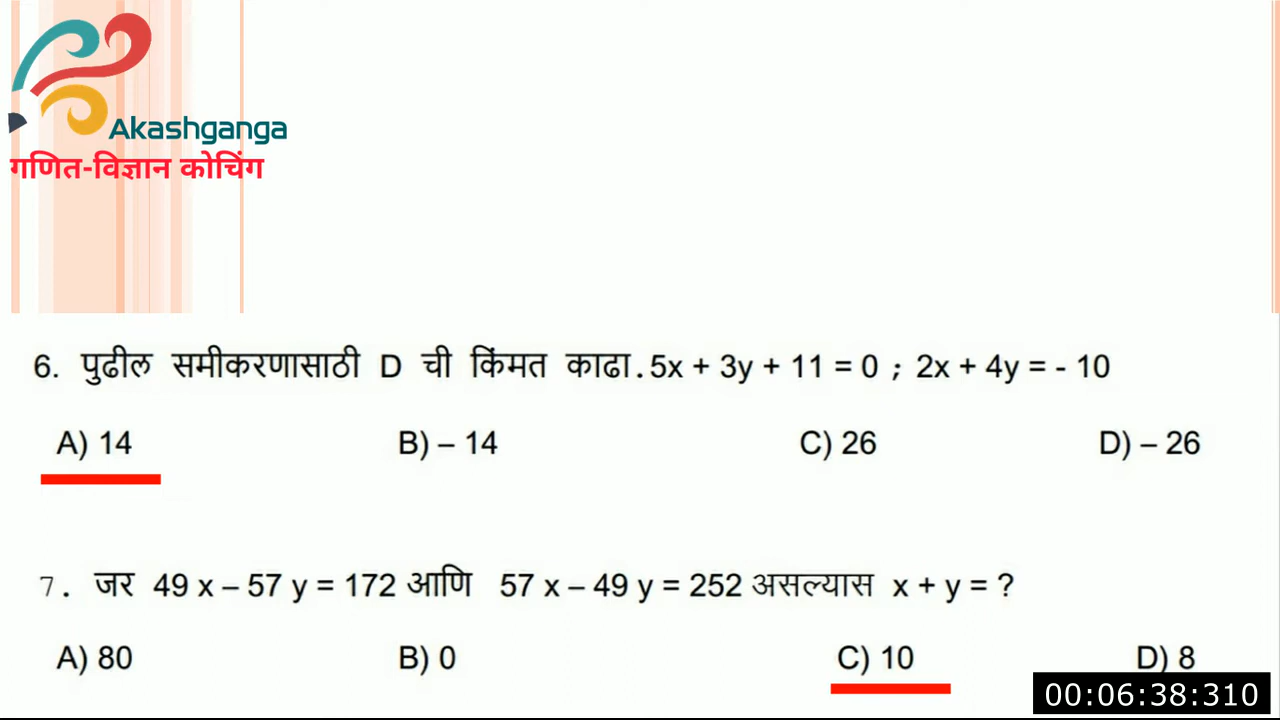 Akashganga
गणित-विज्ञान कोचिंग
6. पुढील समीकरणासाठी D ची किंमत काढा. 5x + 3y + 11 = 0 ; 2x + 4y = - 10
A) 14 B) – 14 C) 26 D) – 26
7. जर 49 x – 57 y = 172 आणि 57 x – 49 y = 252 असल्यास x + y = ?
A) 80 B) 0 C) 10 D) 8
00:06:38:310